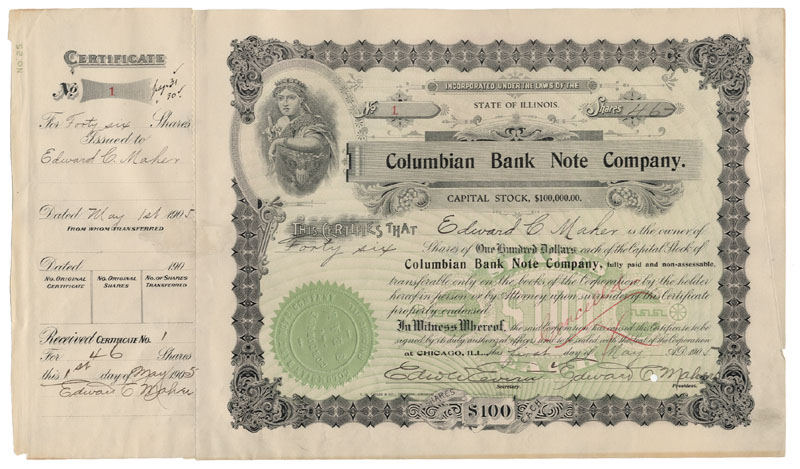 No 25
CERTIFICATE
No. 1
For Forty six Shares
Issued to
Edward C. Maher
Dated May 1st 1905
FROM WHOM TRANSFERRED
Dated 190
NO. ORIGINAL CERTIFICATE
NO. ORIGINAL SHARES
NO. OF SHARES TRANSFERRED
Received CERTIFICATE No. 1
For 46 Shares
this 1st day of May 1905
Edward C Maher
INCORPORATED UNDER THE LAWS OF THE
STATE OF ILLINOIS.
No. 1
Shares 46
Columbian Bank Note Company.
CAPITAL STOCK, $100,000.00.
THIS CERTIFIES THAT Edward C Maher is the owner of
Forty six Shares of One Hundred Dollars each of the Capital Stock of
Columbian Bank Note Company, fully paid and non-assessable,
transferable only on the books of the Corporation by the holder
hereof in person or by Attorney upon surrender of this Certificate
properly endorsed.
In Witness Whereof, the said Corporation has caused this Certificate to be
signed by its duly authorized officers and to be sealed with the Seal of the Corporation
at CHICAGO, ILL., this first day of May A.D. 1905
Edward C Maher
Secretary.
President.
SHARES $100 EACH